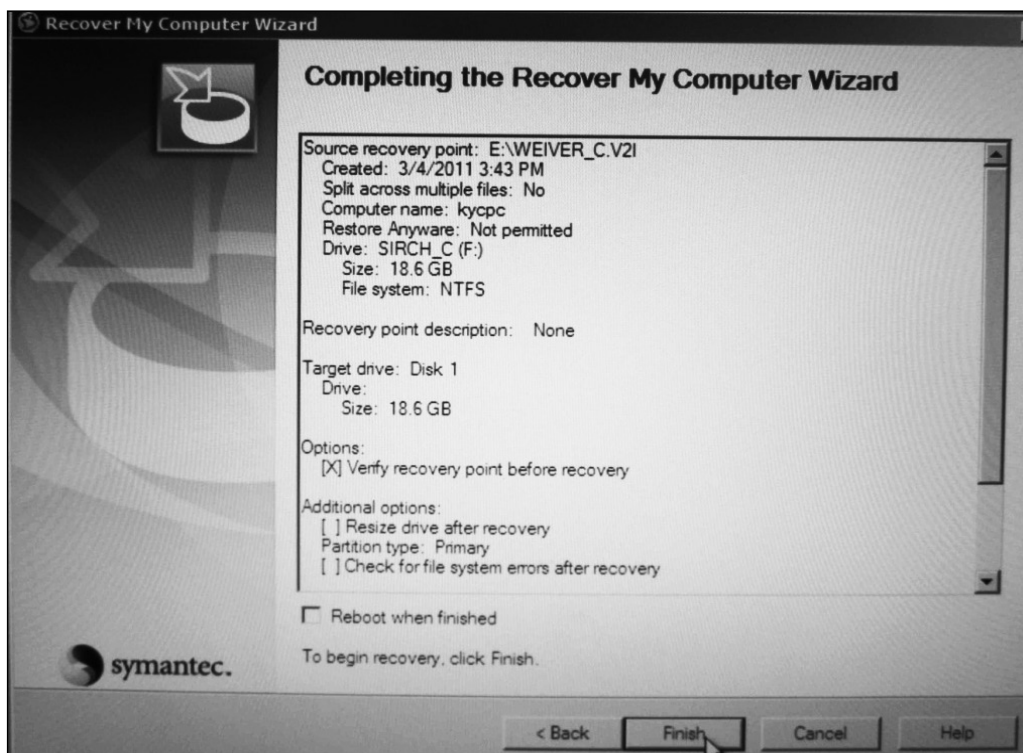 Recover My Computer Wizard
Completing the Recover My Computer Wizard
Source recovery point: E:\WEIVER_C.V2I
Created: 3/4/2011 3:43 PM
Split across multiple files: No
Computer name: kycpc
Restore Anyware: Not permitted
Drive: SIRCH_C (F:)
Size: 18.6 GB
File system: NTFS
Recovery point description: None
Target drive: Disk 1
Drive:
Size: 18.6 GB
Options:
[X] Verify recovery point before recovery
Additional options:
[ ] Resize drive after recovery
Partition type: Primary
[ ] Check for file system errors after recovery
Reboot when finished
To begin recovery, click Finish.
symantec.
< Back Finish Cancel Help